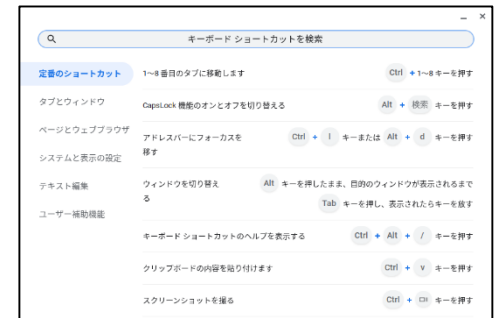 キーボード ショートカットを検索
定番のショートカット
タブとウィンドウ
ページとウェブブラウザ
システムと表示の設定
テキスト編集
ユーザー補助機能
1～8 番目のタブに移動します Ctrl + 1～8 キーを押す
CapsLock 機能のオンとオフを切り替える Alt + 検索 キーを押す
アドレスバーにフォーカスを Ctrl + l キーまたは Alt + d キーを押す
移す
ウィンドウを切り替え Alt キーを押したまま、目的のウィンドウが表示されるまで
る Tab キーを押し、表示されたらキーを放す
キーボード ショートカットのヘルプを表示する Ctrl + Alt + / キーを押す
クリップボードの内容を貼り付けます Ctrl + v キーを押す
スクリーンショットを撮る Ctrl + キーを押す